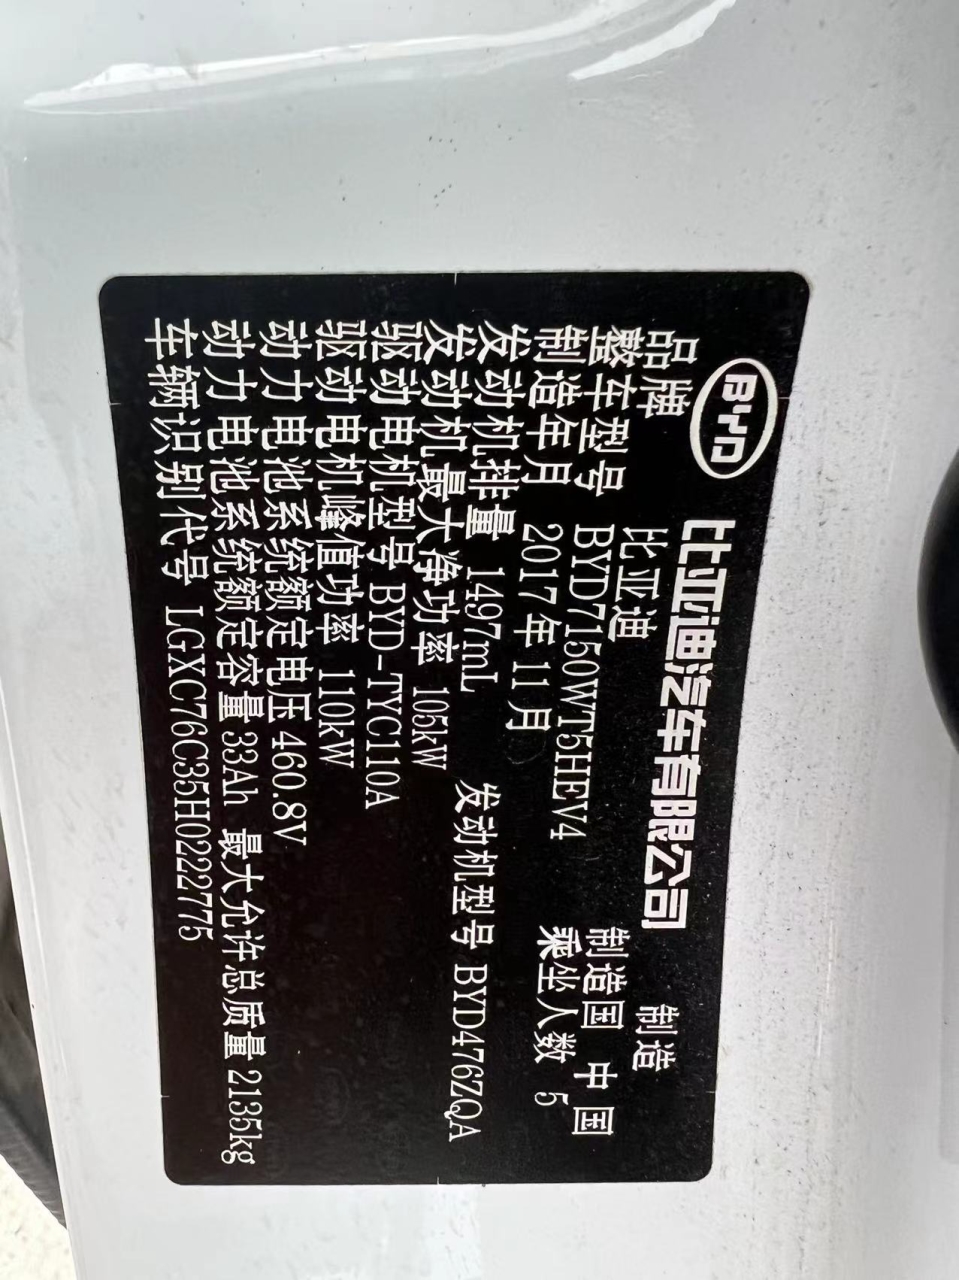 BYD 比亚迪汽车有限公司 制造
品牌 比亚迪 制造国 中国
整车型号 BYD7150WT5HEV4 乘坐人数 5
制造年月 2017年11月
发动机排量 1497mL 发动机型号 BYD476ZQA
发动机最大净功率 105kW
驱动电机型号 BYD-TYC110A
驱动电机峰值功率 110kW
动力电池系统额定电压 460.8V
动力电池系统额定容量 33Ah 最大允许总质量 2135kg
车辆识别代号 LGXC76C35H0222775